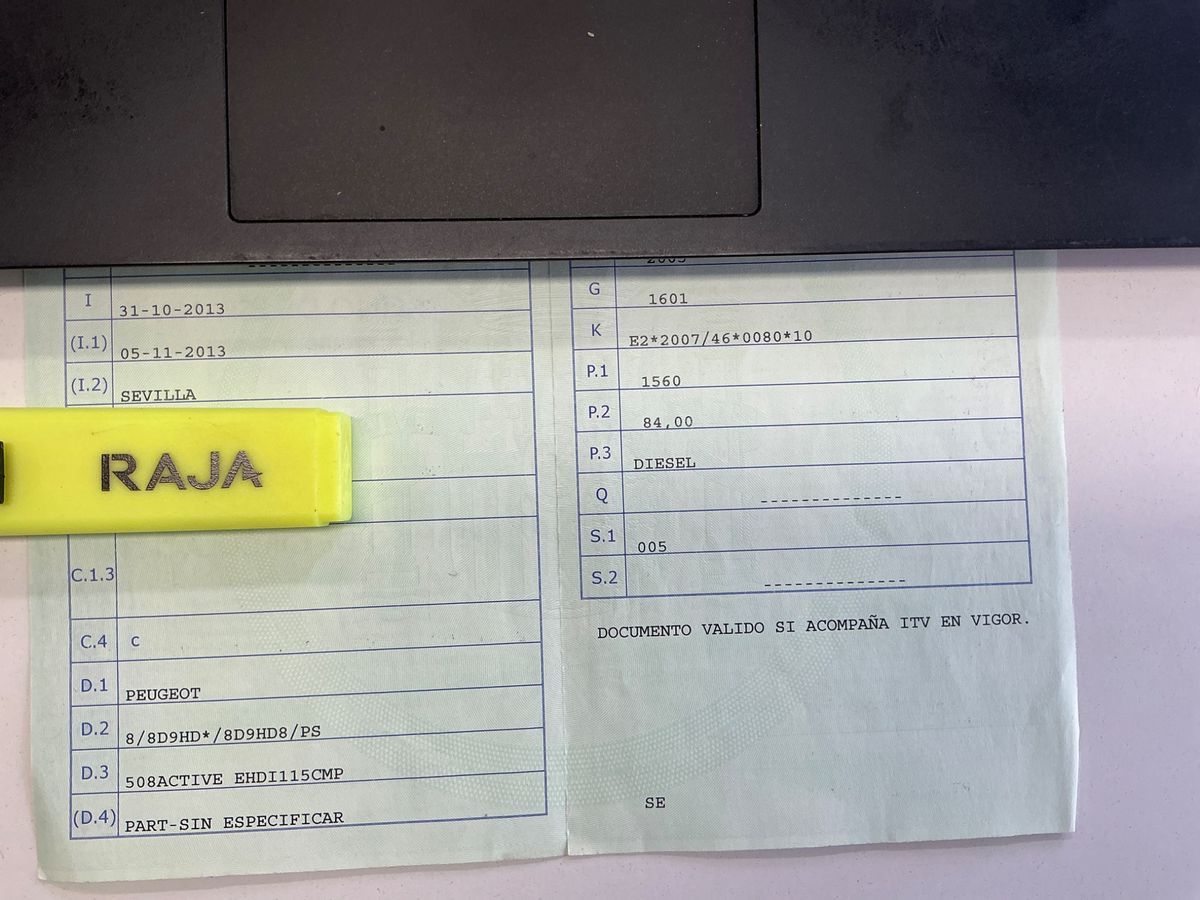 I 31-10-2013
(I.1) 05-11-2013
(I.2) SEVILLA
RAJA
C.1.3
C.4 C
D.1 PEUGEOT
D.2 8/8D9HD*/8D9HD8/PS
D.3 508ACTIVE EHDI115CMP
(D.4) PART-SIN ESPECIFICAR
G 1601
K E2*2007/46*0080*10
P.1 1560
P.2 84,00
P.3 DIESEL
Q --------------
S.1 005
S.2 --------------
DOCUMENTO VALIDO SI ACOMPAÑA ITV EN VIGOR.
SE